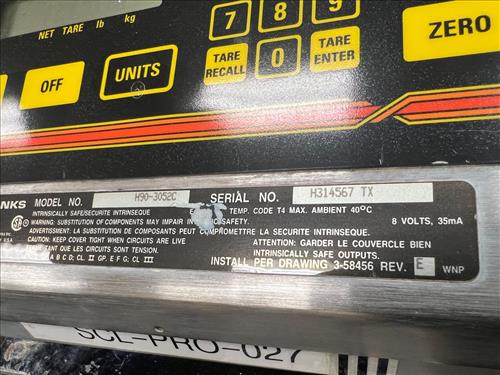 NET TARE lb kg
7 8 9
OFF UNITS TARE RECALL 0 TARE ENTER ZERO
NKS MODEL NO. H90-3052C SERIAL NO. H314567 TX
INTRINSICALLY SAFE/SECURITE INTRINSEQUE TEMP. CODE T4 MAX. AMBIENT 40°C
WARNING: SUBSTITUTION OF COMPONENTS MAY IMPAIR INTRINSIC SAFETY. 8 VOLTS, 35mA
AVERTISSEMENT: LA SUBSTITUTION DE COMPOSANTS PEUT COMPROMETTRE LA SECURITE INTRINSEQUE.
CAUTION: KEEP COVER TIGHT WHEN CIRCUITS ARE LIVE ATTENTION: GARDER LE COUVERCLE BIEN
TANT QUE LES CIRCUITS SONT INTRINSICALLY SAFE OUTPUTS.
U.S.A. A B C D; CL II GP. E F G; CL III INSTALL PER DRAWING 3-58456 REV. E WNP
SCL-PRO-027